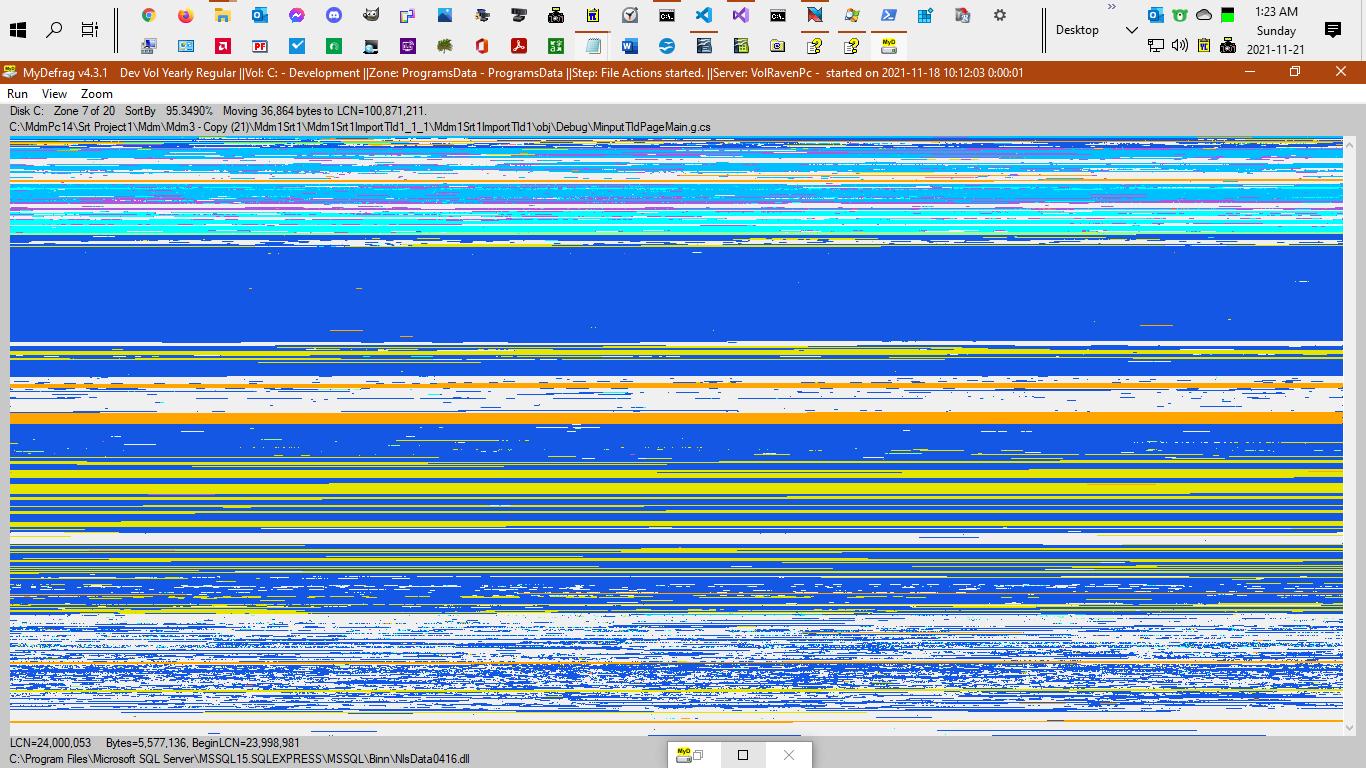 1:23 AM
Desktop
Sunday
2021-11-21
MyDefrag v4.3.1 Dev Vol Yearly Regular ||Vol: C: - Development ||Zone: ProgramsData - ProgramsData ||Step: File Actions started. ||Server: VolRavenPc - started on 2021-11-18 10:12:03 0:00:01
Run View Zoom
Disk C: Zone 7 of 20 SortBy 95.3490% Moving 36,864 bytes to LCN=100,871,211.
C:\MdmPc14\Srt Project1\Mdm\Mdm3 - Copy (21)\Mdm1Srt1\Mdm1Srt1ImportTld1_1_1\Mdm1Srt1ImportTld1\obj\Debug\MinputTldPageMain.g.cs
LCN=24,000,053 Bytes=5,577,136, BeginLCN=23,998,981
C:\Program Files\Microsoft SQL Server\MSSQL15.SQLEXPRESS\MSSQL\Binn\NlsData0416.dll
MyD